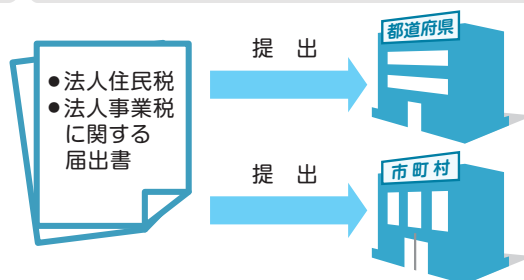 ●法人住民税
●法人事業税
に関する
届出書
提 出
都道府県
提 出
市町村